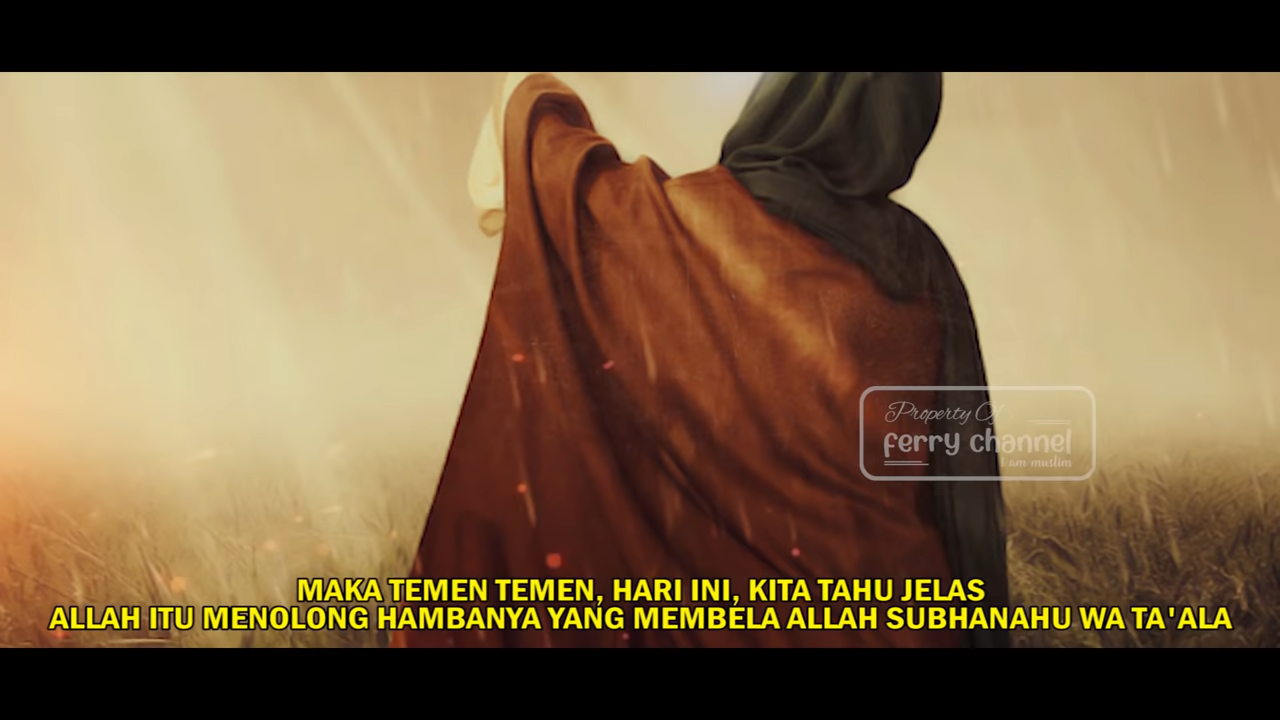 Property Of
ferry channel
I am muslim
MAKA TEMEN TEMEN, HARI INI, KITA TAHU JELAS
ALLAH ITU MENOLONG HAMBANYA YANG MEMBELA ALLAH SUBHANAHU WA TA'ALA